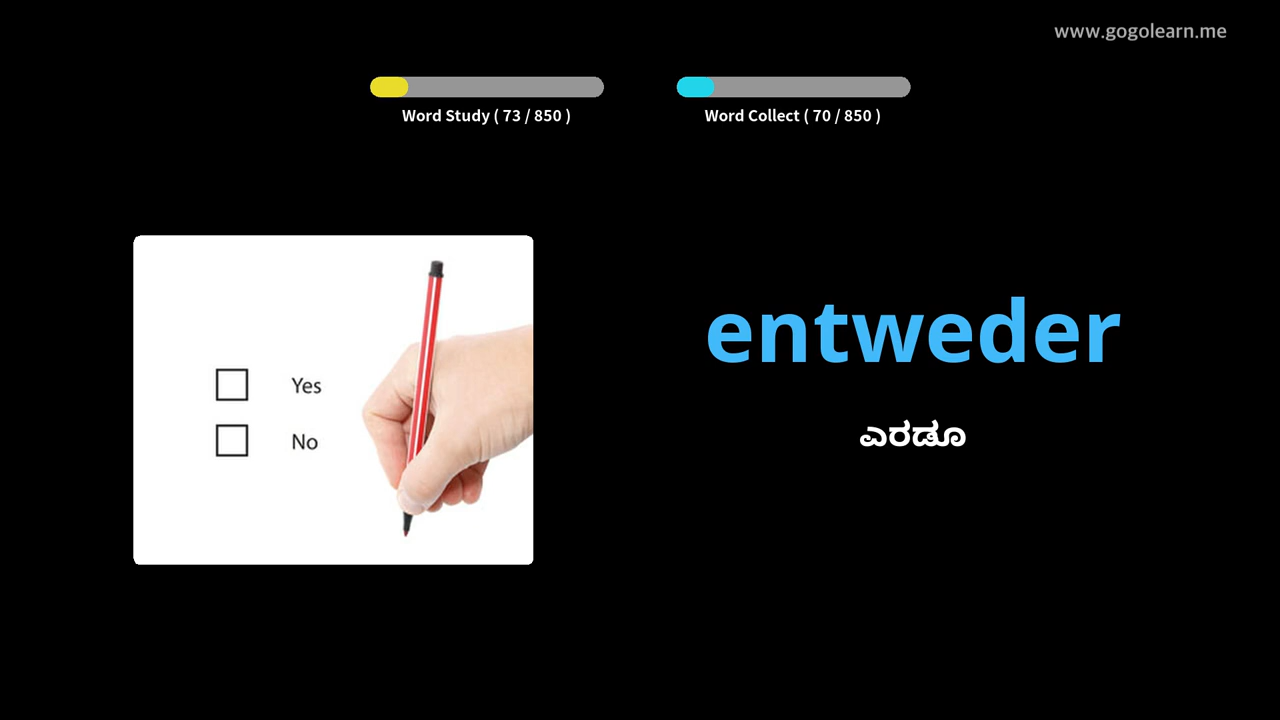 www.gogolearn.me
Word Study ( 73 / 850 )
Word Collect ( 70 / 850 )
Yes
No
entweder
ಎರಡೂ